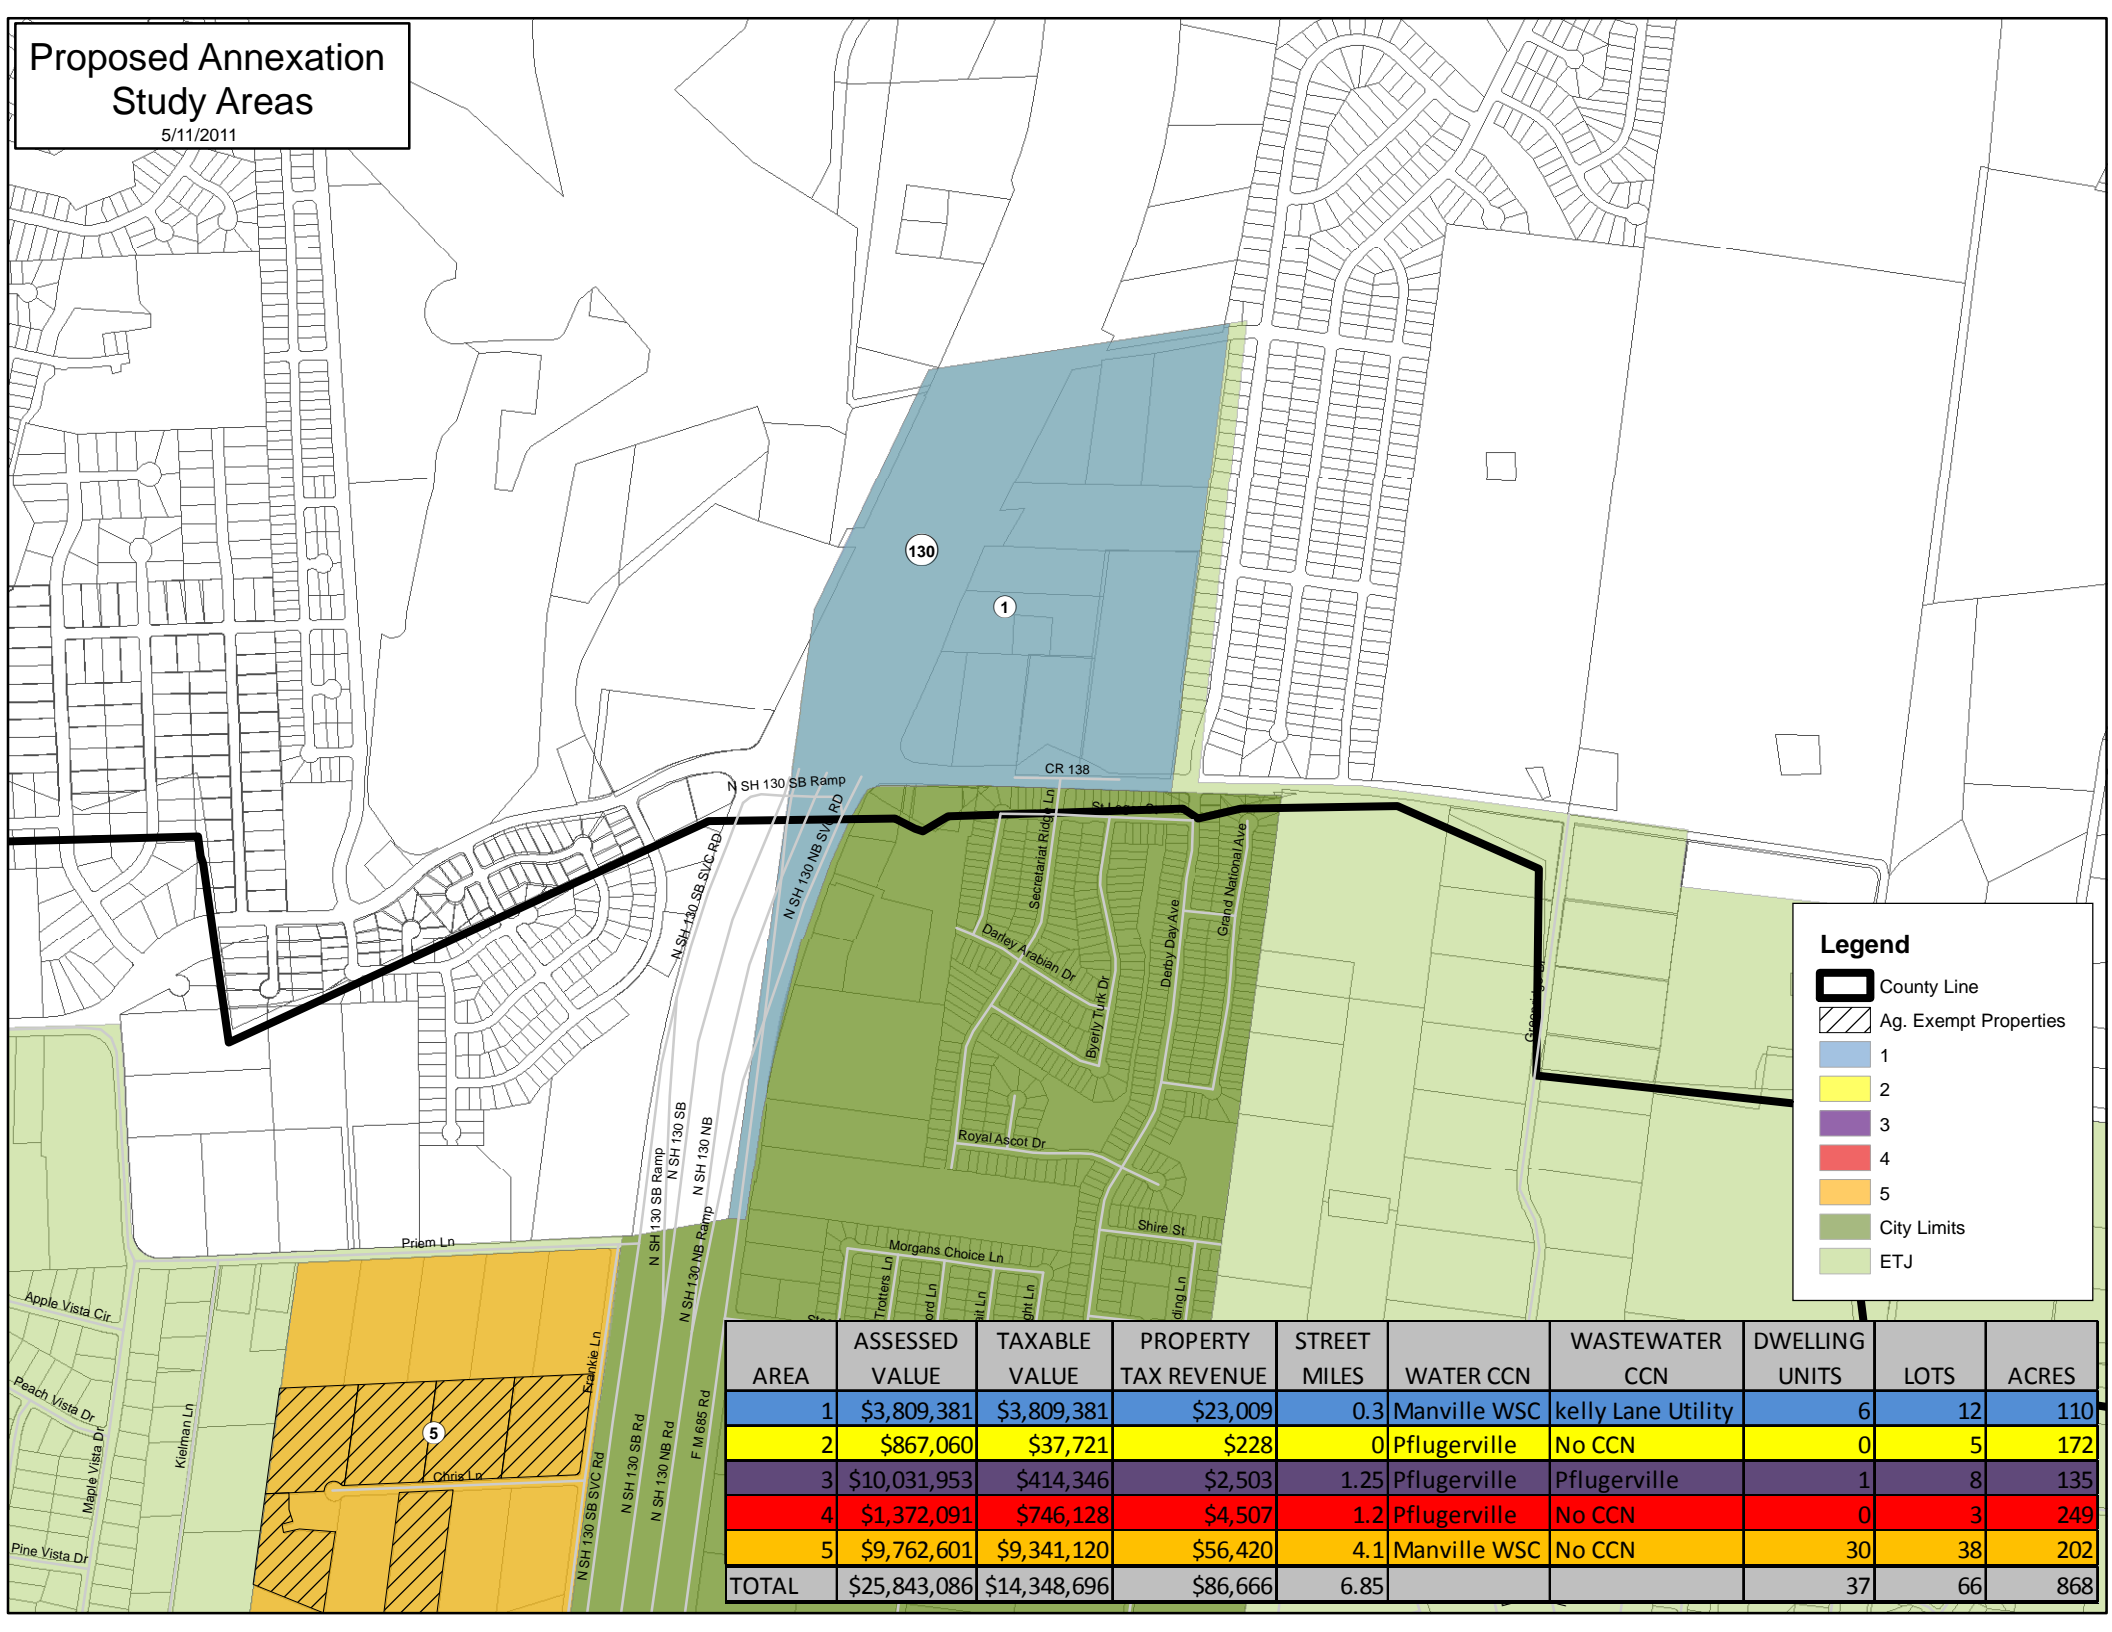 Proposed Annexation
Study Areas
5/11/2011
130
1
CR 138
N SH 130 SB Ramp
N SH 130 NB SVC RD
N SH 130 SB SVC RD
Secretariat Ridge Ln
Grand National Ave
Derby Day Ave
Darley Arabian Dr
Byerly Turk Dr
Royal Ascot Dr
Shire St
Morgans Choice Ln
Trotters Ln
ord Ln
ait Ln
ght Ln
ding Ln
N SH 130 SB
N SH 130 NB
N SH 130 SB Ramp
N SH 130 NB Ramp
Priem Ln
Apple Vista Cir
Peach Vista Dr
Maple Vista Dr
Pine Vista Dr
Kielman Ln
Frankie Ln
5
Chris Ln
N SH 130 SB SVC Rd
N SH 130 SB Rd
N SH 130 NB Rd
F M 685 Rd
Legend
County Line
Ag. Exempt Properties
1
2
3
4
5
City Limits
ETJ
AREA ASSESSED VALUE TAXABLE VALUE PROPERTY TAX REVENUE STREET MILES WATER CCN WASTEWATER CCN DWELLING UNITS LOTS ACRES
1 $3,809,381 $3,809,381 $23,009 0.3 Manville WSC kelly Lane Utility 6 12 110
2 $867,060 $37,721 $228 0 Pflugerville No CCN 0 5 172
3 $10,031,953 $414,346 $2,503 1.25 Pflugerville Pflugerville 1 8 135
4 $1,372,091 $746,128 $4,507 1.2 Pflugerville No CCN 0 3 249
5 $9,762,601 $9,341,120 $56,420 4.1 Manville WSC No CCN 30 38 202
TOTAL $25,843,086 $14,348,696 $86,666 6.85 37 66 868